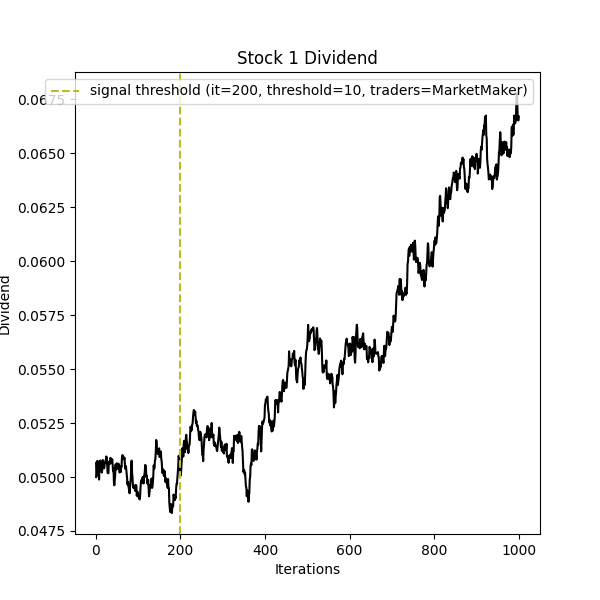 Stock 1 Dividend
signal threshold (it=200, threshold=10, traders=MarketMaker)
0.0675
0.0650
0.0625
0.0600
0.0575
0.0550
0.0525
0.0500
0.0475
Dividend
0 200 400 600 800 1000
Iterations